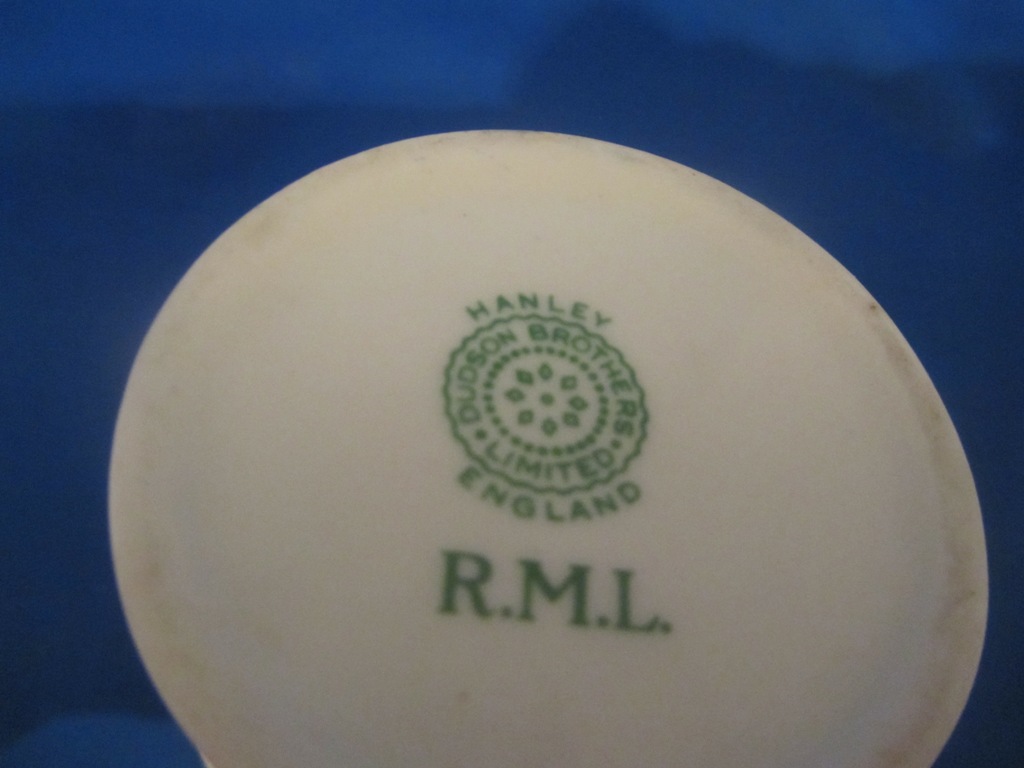 HANLEY
DUDSON BROTHERS
LIMITED
ENGLAND
R.M.L.